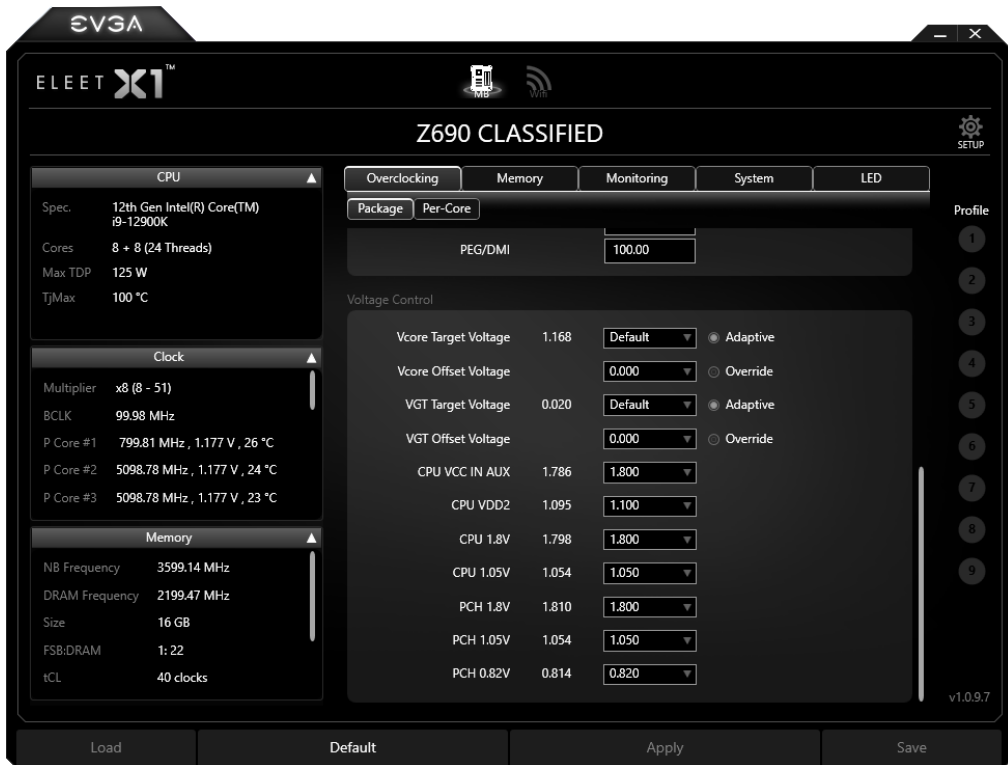 EVGA
ELEET X1™
MB
Wifi
Z690 CLASSIFIED
SETUP
CPU
Spec. 12th Gen Intel(R) Core(TM)
i9-12900K
Cores 8 + 8 (24 Threads)
Max TDP 125 W
TjMax 100 °C
Clock
Multiplier x8 (8 - 51)
BCLK 99.98 MHz
P Core #1 799.81 MHz , 1.177 V , 26 °C
P Core #2 5098.78 MHz , 1.177 V , 24 °C
P Core #3 5098.78 MHz , 1.177 V , 23 °C
Memory
NB Frequency 3599.14 MHz
DRAM Frequency 2199.47 MHz
Size 16 GB
FSB:DRAM 1: 22
tCL 40 clocks
Overclocking Memory Monitoring System LED
Package Per-Core
PEG/DMI 100.00
Voltage Control
Vcore Target Voltage 1.168 Default Adaptive
Vcore Offset Voltage 0.000 Override
VGT Target Voltage 0.020 Default Adaptive
VGT Offset Voltage 0.000 Override
CPU VCC IN AUX 1.786 1.800
CPU VDD2 1.095 1.100
CPU 1.8V 1.798 1.800
CPU 1.05V 1.054 1.050
PCH 1.8V 1.810 1.800
PCH 1.05V 1.054 1.050
PCH 0.82V 0.814 0.820
Profile
1
2
3
4
5
6
7
8
9
v1.0.9.7
Load Default Apply Save